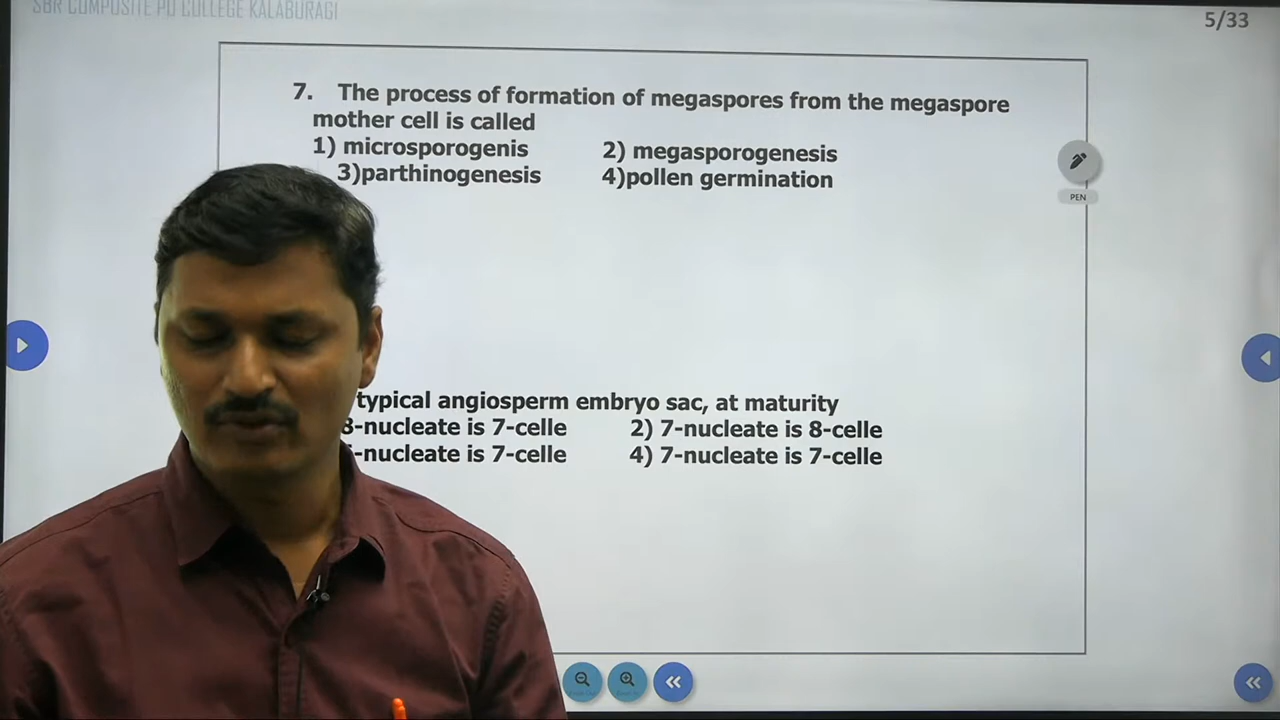 SBR COMPOSITE PU COLLEGE KALABURAGI
5/33
7. The process of formation of megaspores from the megaspore
mother cell is called
1) microsporogenis 2) megasporogenesis
3)parthinogenesis 4)pollen germination
PEN
typical angiosperm embryo sac, at maturity
8-nucleate is 7-celle 2) 7-nucleate is 8-celle
-nucleate is 7-celle 4) 7-nucleate is 7-celle